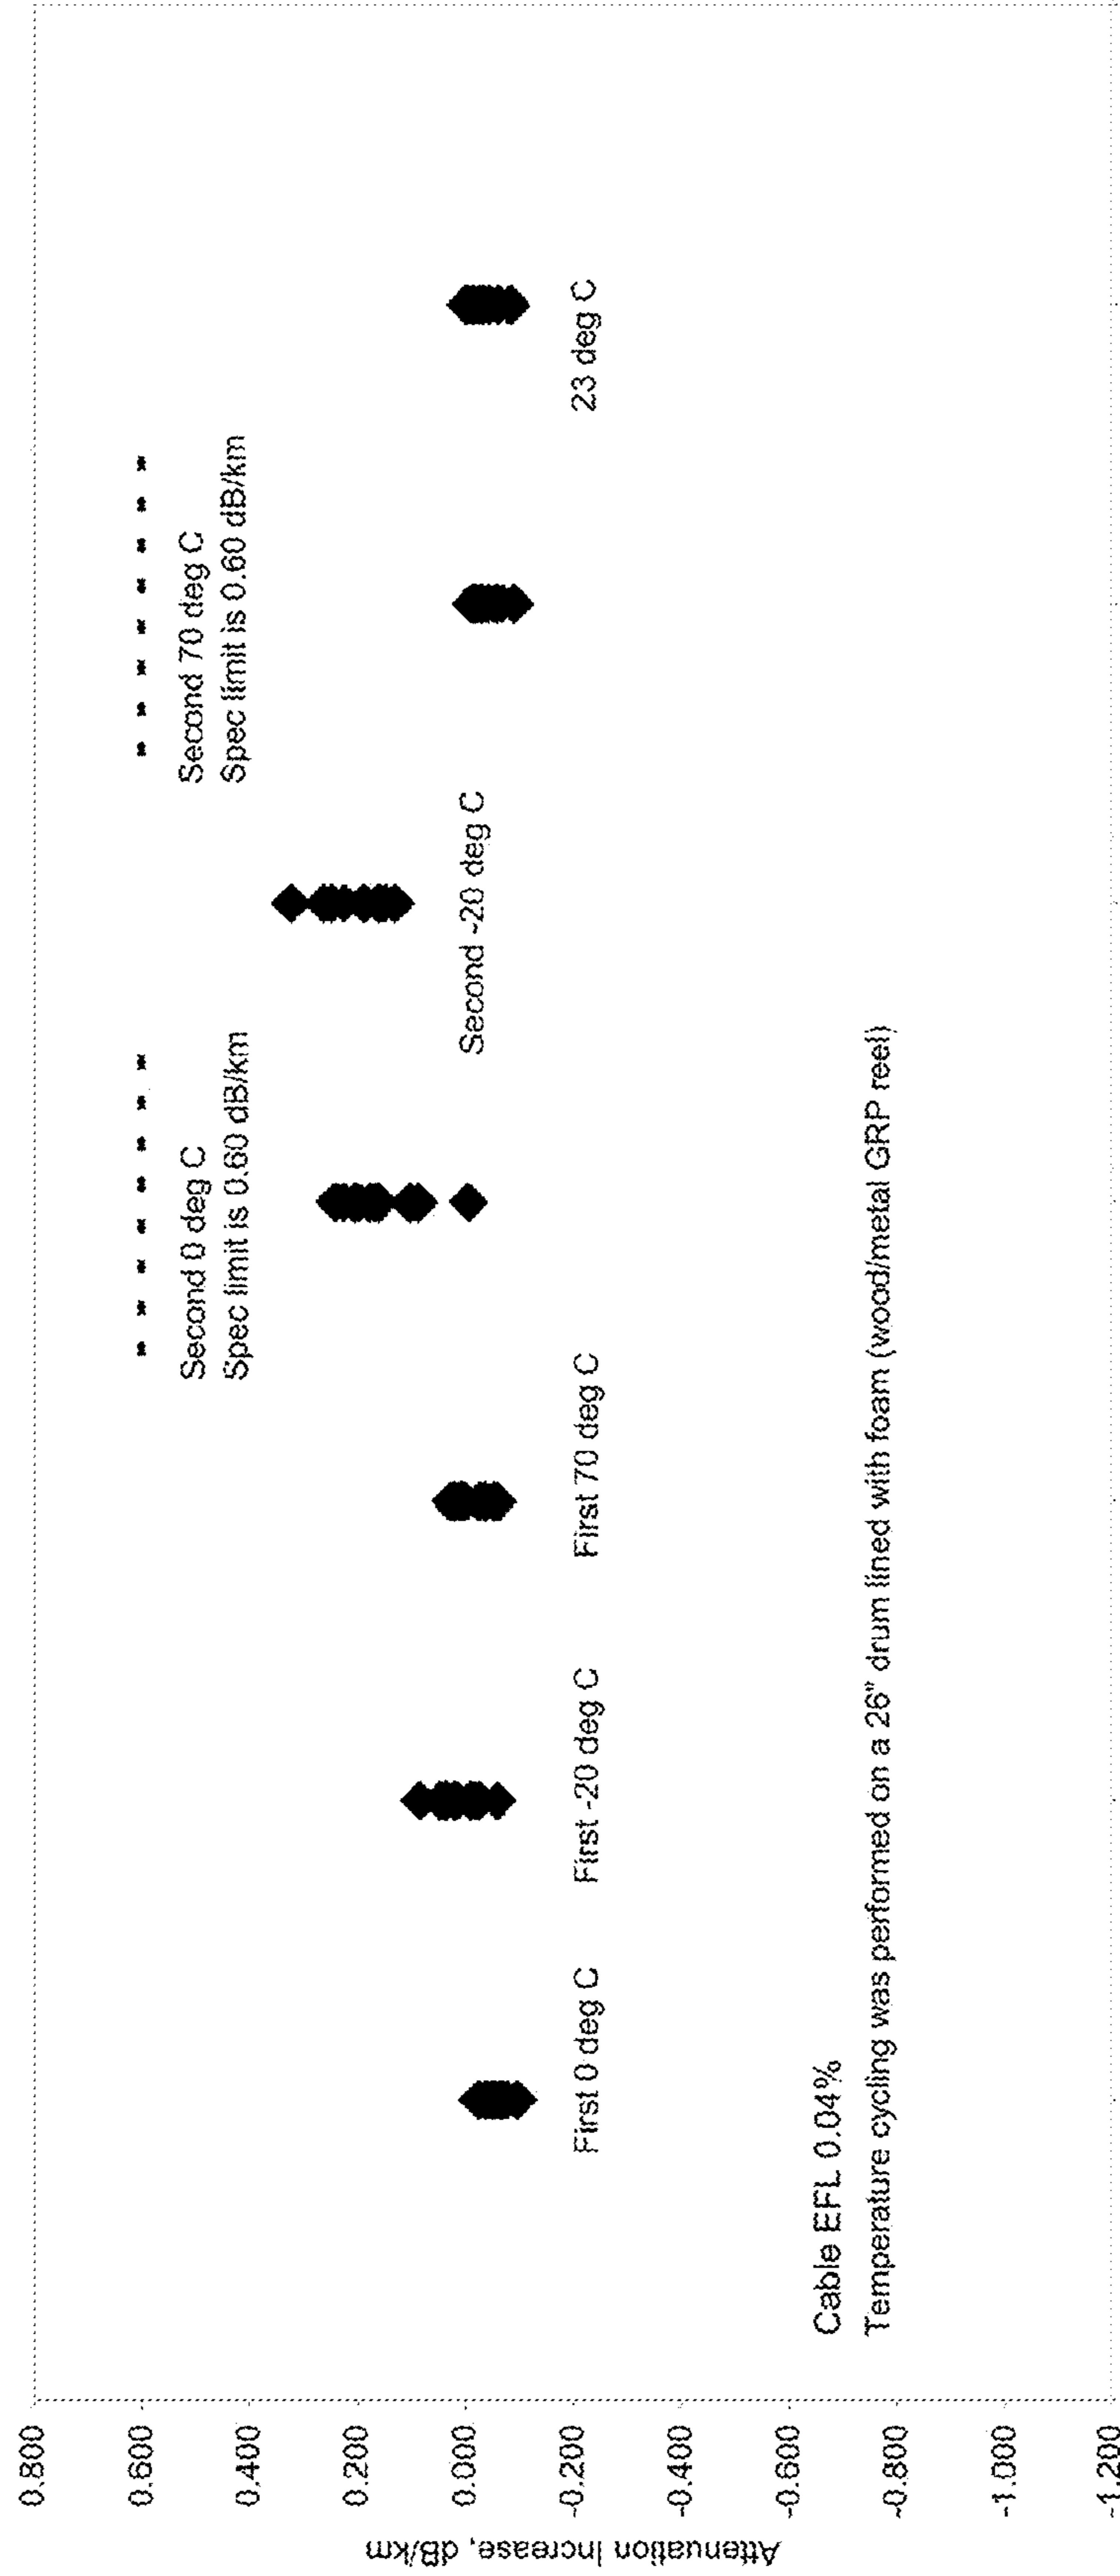 Attenuation Increase, dB/km
0.800
0.600
0.400
0.200
0.000
-0.200
-0.400
-0.600
-0.800
-1.000
-1.200
Second 0 deg C
Spec limit is 0.60 dB/km
Second 70 deg C
Spec limit is 0.60 dB/km
Second -20 deg C
First 0 deg C
First -20 deg C
First 70 deg C
23 deg C
Cable EFL 0.04%
Temperature cycling was performed on a 26" drum lined with foam (wood/metal GRP reel)